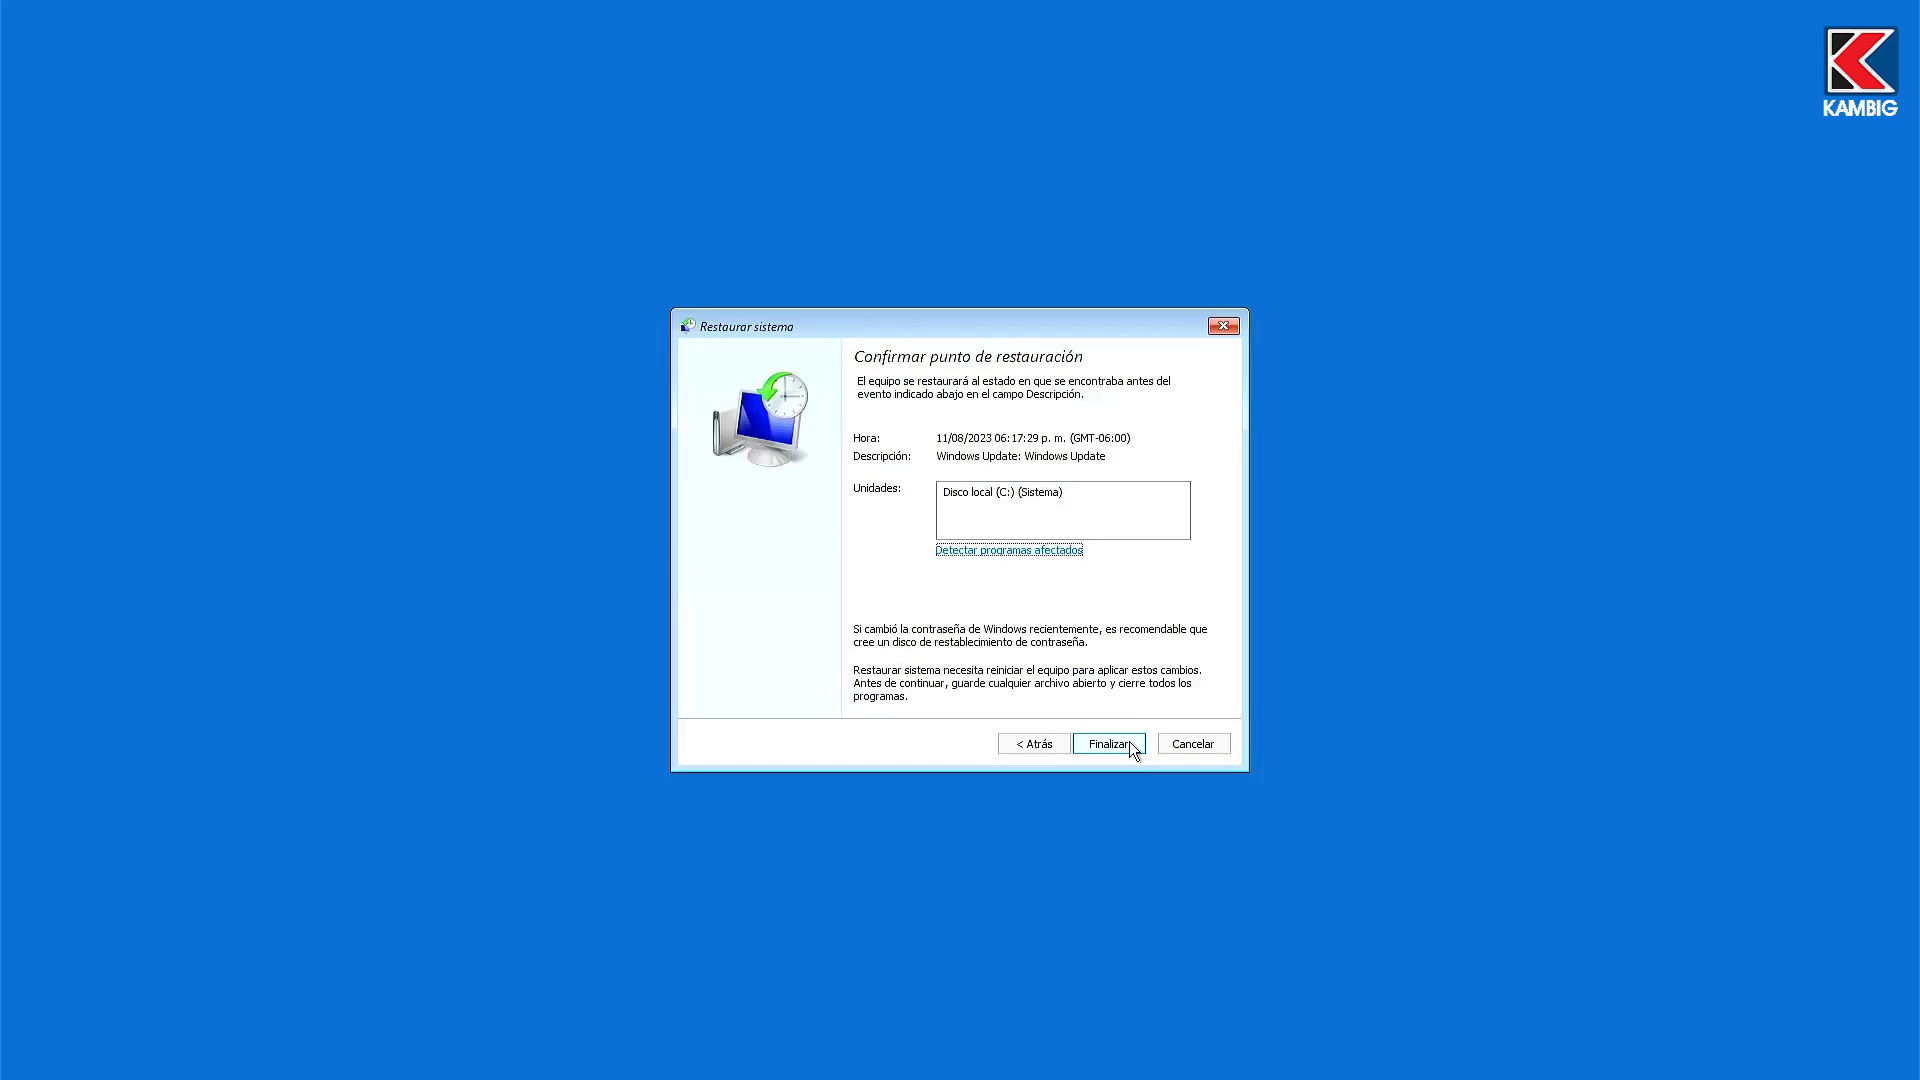 KAMBIG
Restaurar sistema
Confirmar punto de restauración
El equipo se restaurará al estado en que se encontraba antes del
evento indicado abajo en el campo Descripción.
Hora: 11/08/2023 06:17:29 p. m. (GMT-06:00)
Descripción: Windows Update: Windows Update
Unidades: Disco local (C:) (Sistema)
Detectar programas afectados
Si cambió la contraseña de Windows recientemente, es recomendable que
cree un disco de restablecimiento de contraseña.
Restaurar sistema necesita reiniciar el equipo para aplicar estos cambios.
Antes de continuar, guarde cualquier archivo abierto y cierre todos los
programas.
< Atrás Finalizar Cancelar